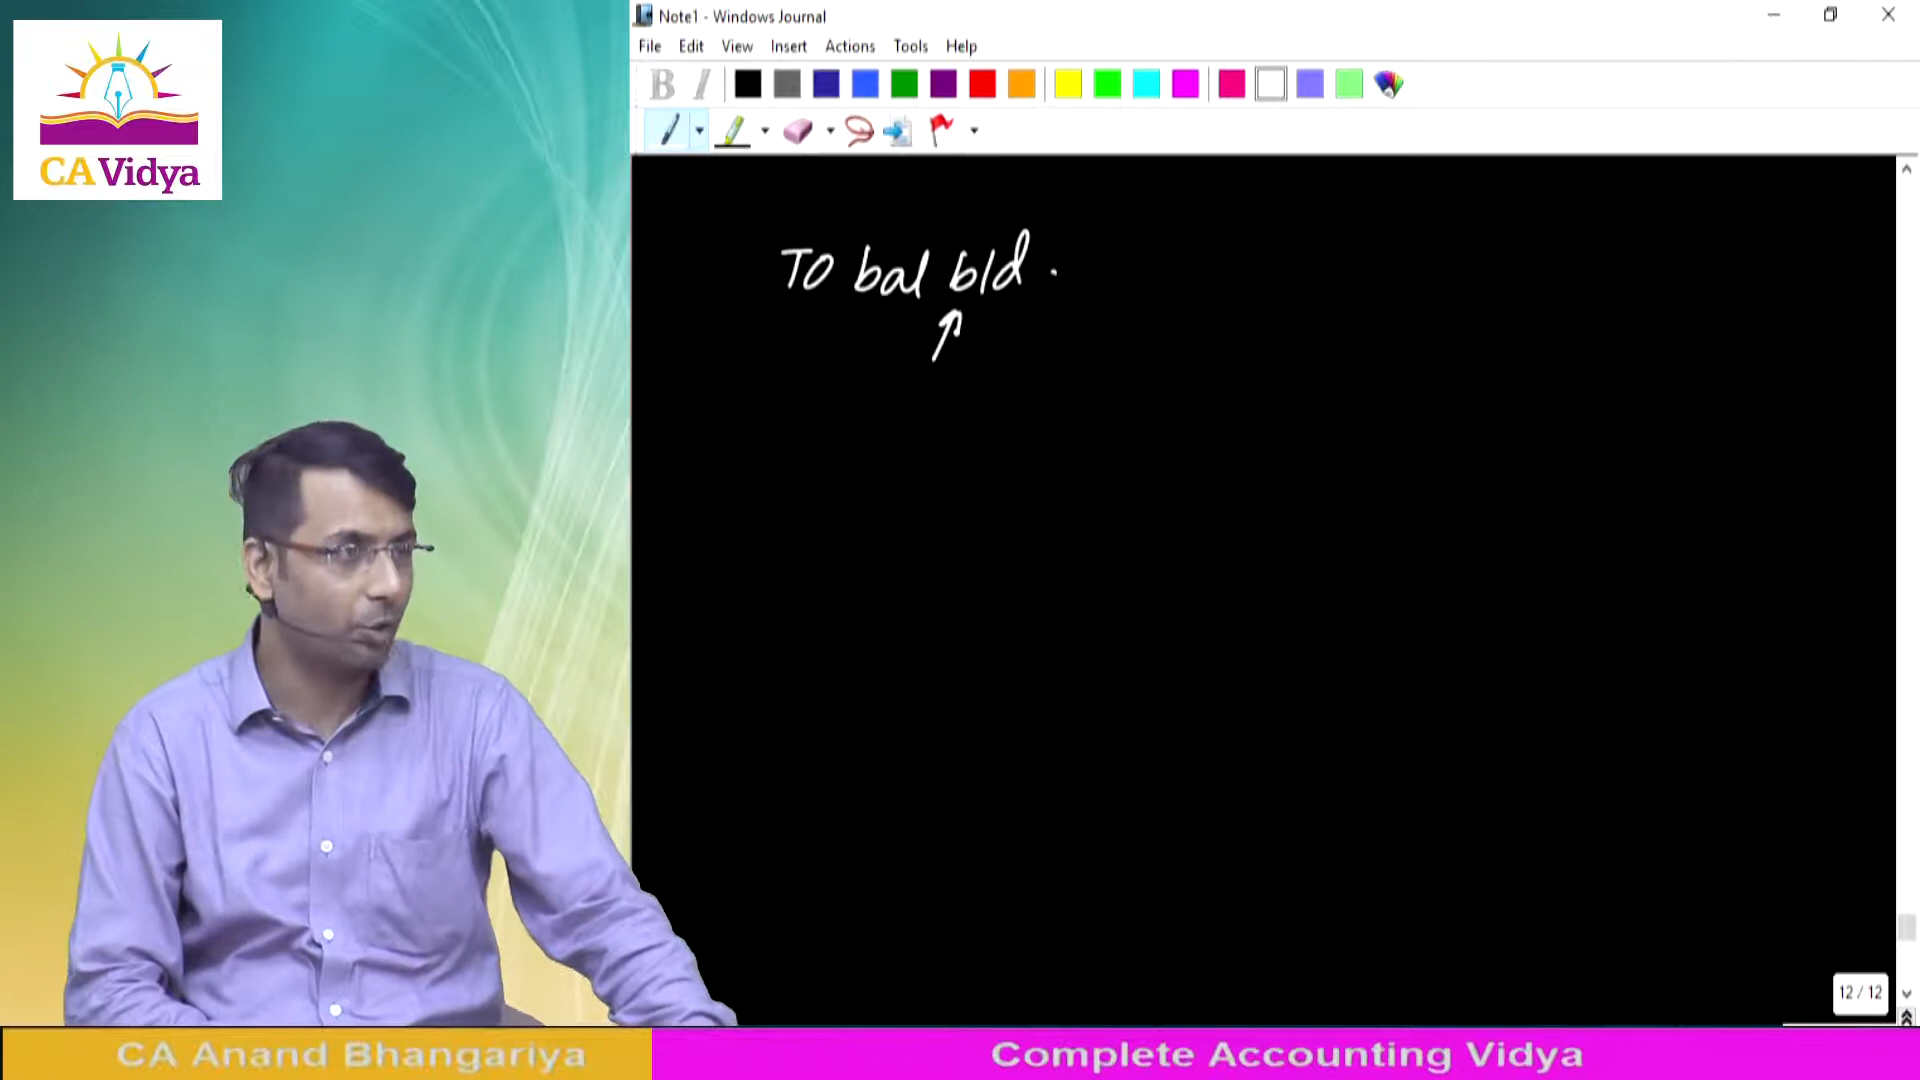 CA Vidya
Note1 - Windows Journal
File Edit View Insert Actions Tools Help
B I
To bal b/d .
12 / 12
CA Anand Bhangariya
Complete Accounting Vidya